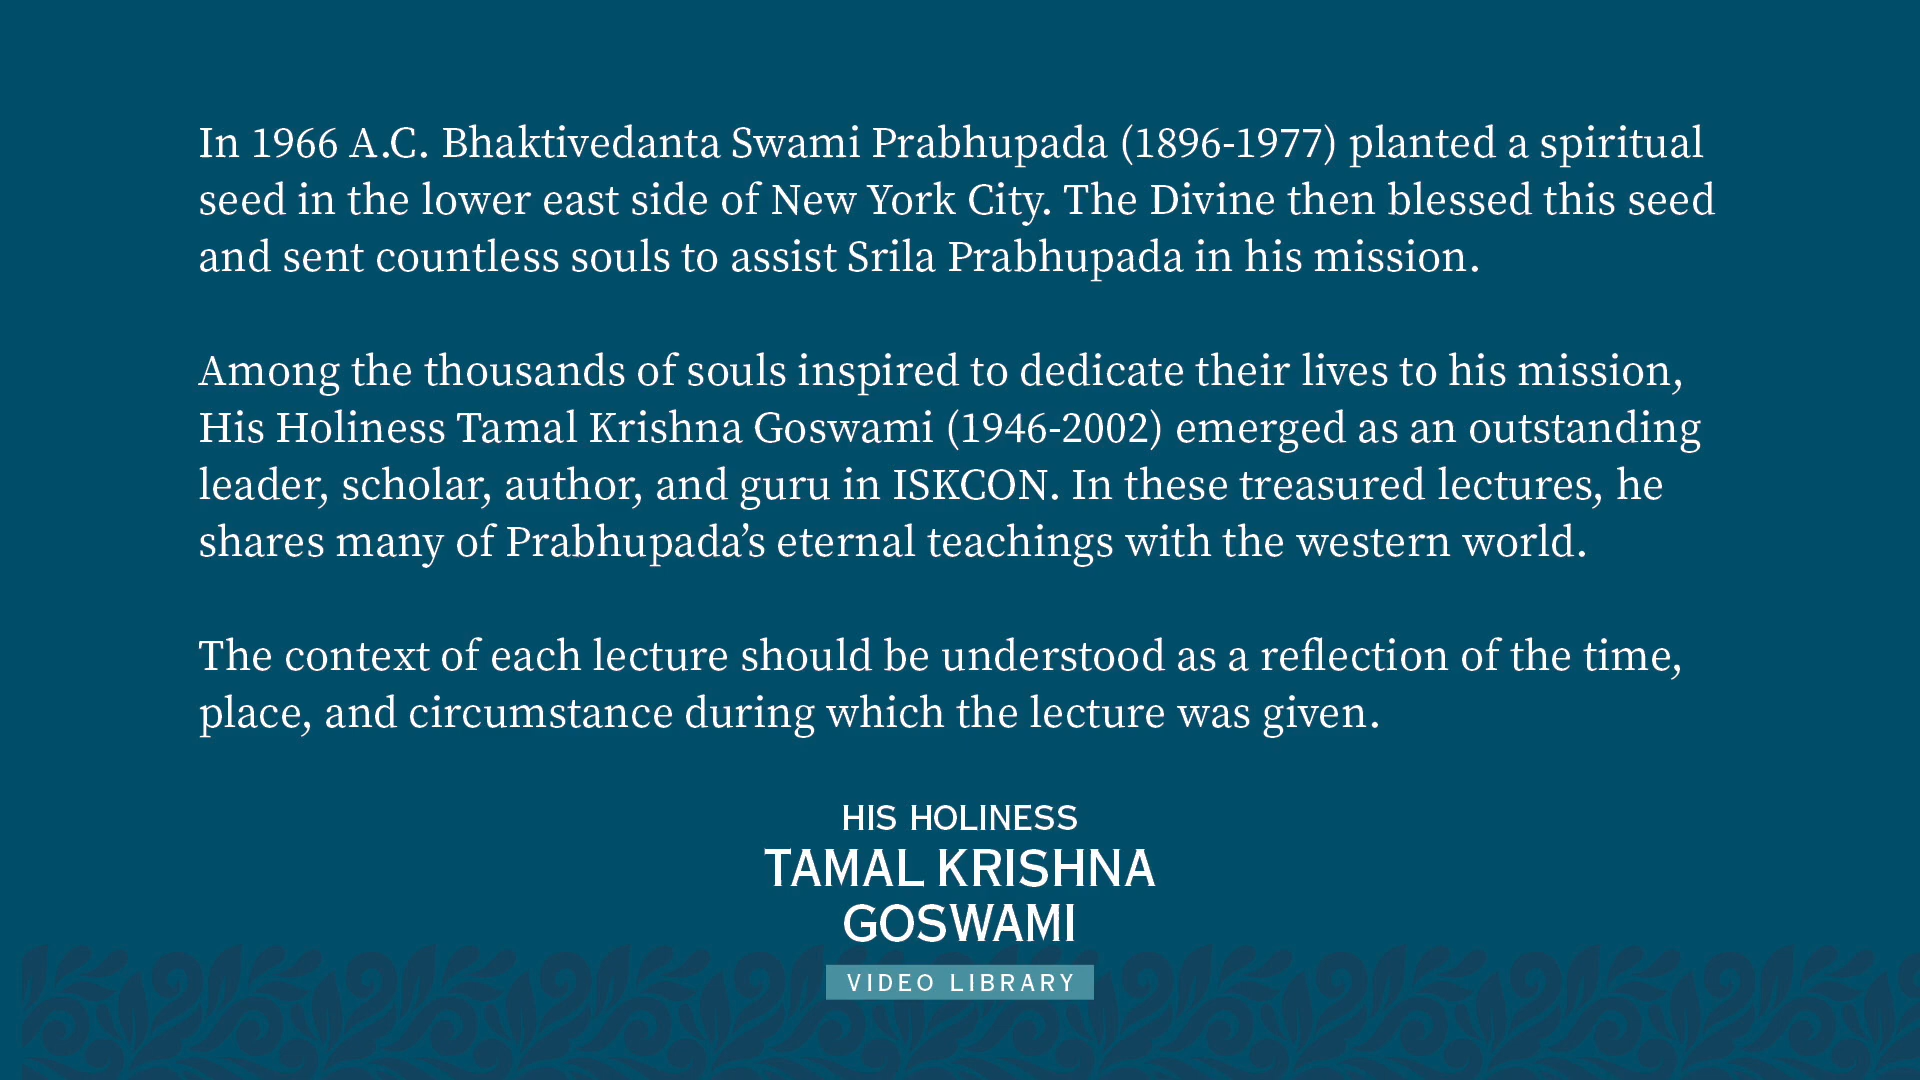 In 1966 A.C. Bhaktivedanta Swami Prabhupada (1896-1977) planted a spiritual
seed in the lower east side of New York City. The Divine then blessed this seed
and sent countless souls to assist Srila Prabhupada in his mission.
Among the thousands of souls inspired to dedicate their lives to his mission,
His Holiness Tamal Krishna Goswami (1946-2002) emerged as an outstanding
leader, scholar, author, and guru in ISKCON. In these treasured lectures, he
shares many of Prabhupada’s eternal teachings with the western world.
The context of each lecture should be understood as a reflection of the time,
place, and circumstance during which the lecture was given.
HIS HOLINESS
TAMAL KRISHNA
GOSWAMI
VIDEO LIBRARY